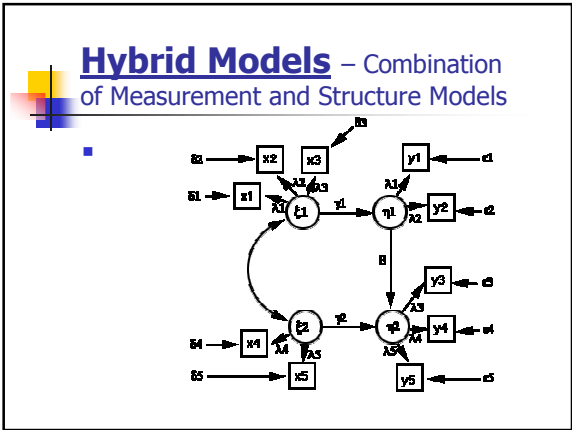 Hybrid Models – Combination
of Measurement and Structure Models
δ3
δ2 x2 x3 y1 ε1
λ2 λ3 λ1
δ1 x1 λ1 ξ1 γ1 η1 λ2 y2 ε2
B
y3 ε3
λ3
ξ2 γ2 η2 y4 ε4
δ4 x4 λ4 λ5 λ5 λ4
δ5 x5 y5 ε5